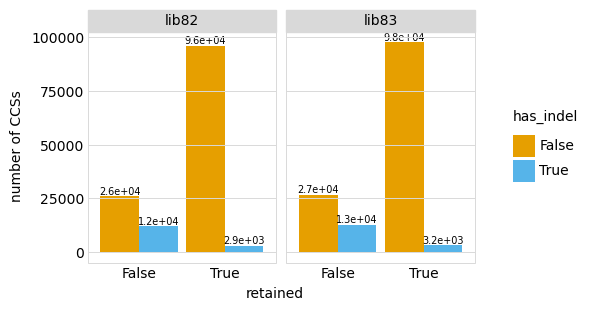 lib82
lib83
number of CCSs
100000
75000
50000
25000
0
2.6e+04
1.2e+04
9.6e+04
2.9e+03
2.7e+04
1.3e+04
9.8e+04
3.2e+03
False
True
False
True
retained
has_indel
False
True